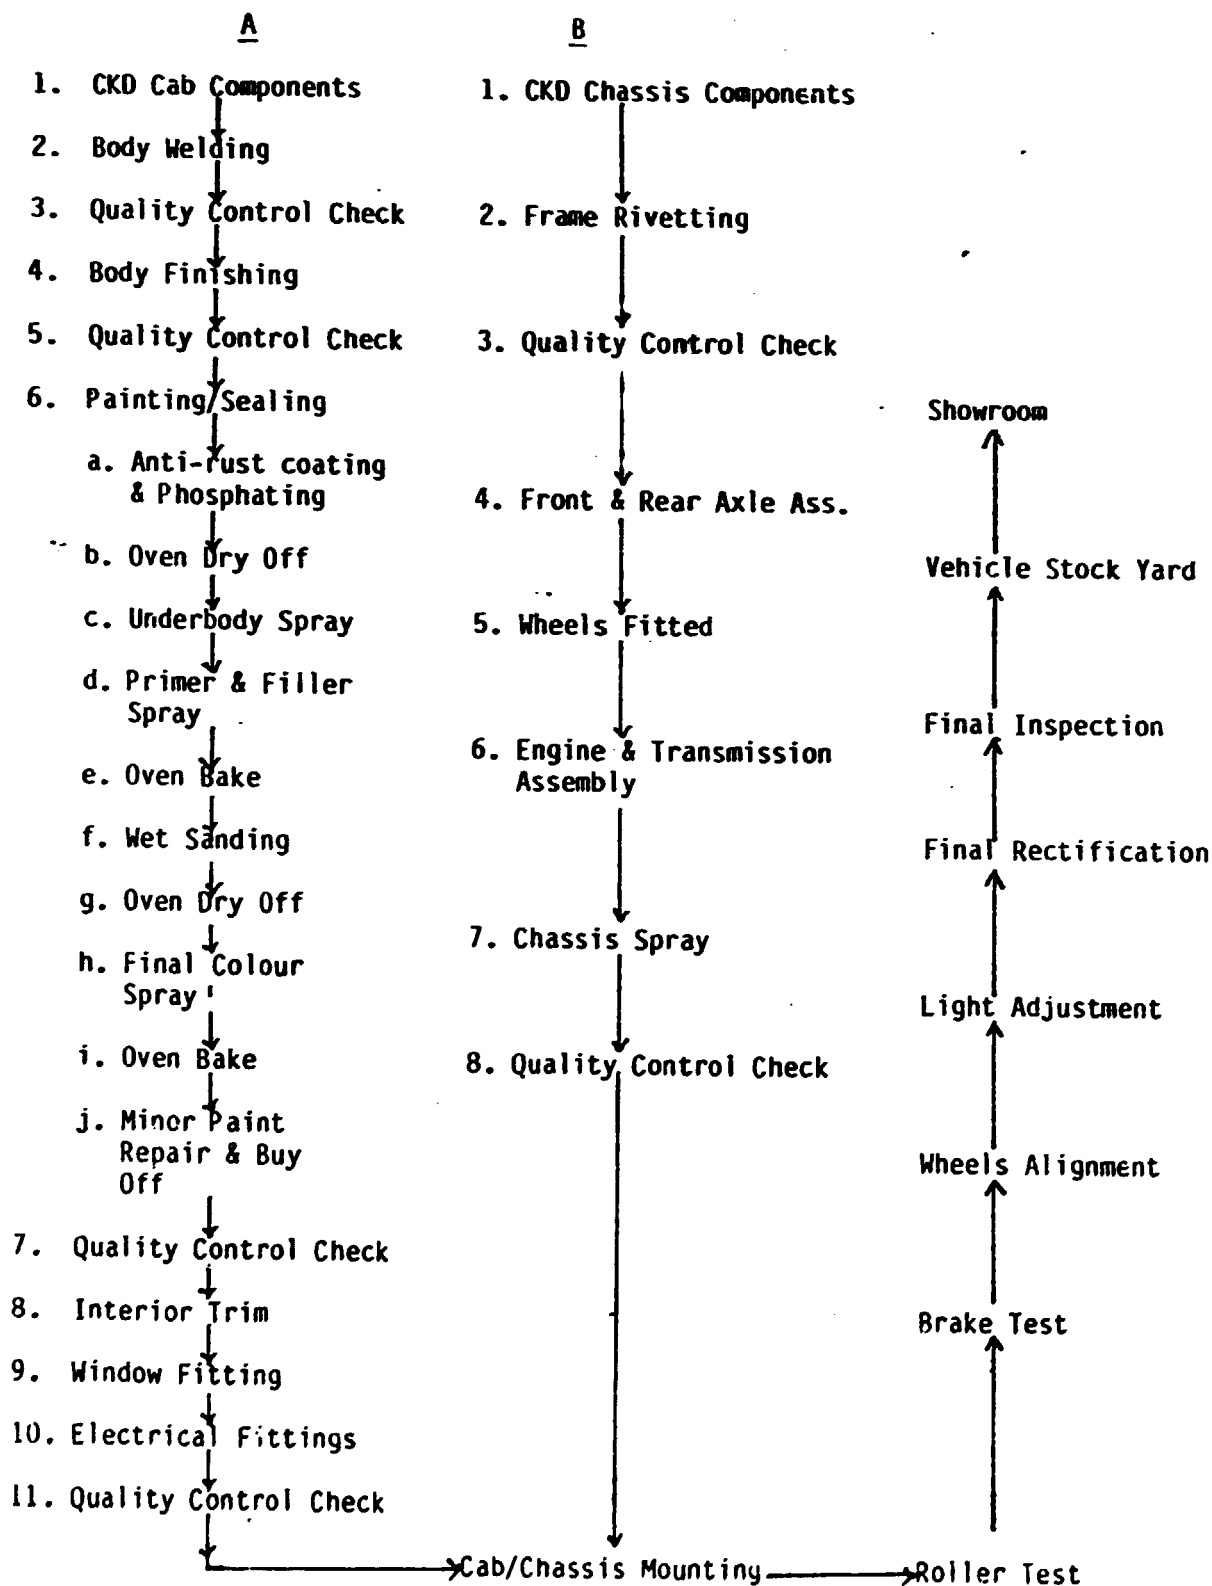 A
1. CKD Cab Components
2. Body Welding
3. Quality Control Check
4. Body Finishing
5. Quality Control Check
6. Painting/Sealing
a. Anti-rust coating
& Phosphating
b. Oven Dry Off
c. Underbody Spray
d. Primer & Filler
Spray
e. Oven Bake
f. Wet Sanding
g. Oven Dry Off
h. Final Colour
Spray
i. Oven Bake
j. Minor Paint
Repair & Buy
Off
7. Quality Control Check
8. Interior Trim
9. Window Fitting
10. Electrical Fittings
11. Quality Control Check
B
1. CKD Chassis Components
2. Frame Rivetting
3. Quality Control Check
4. Front & Rear Axle Ass.
5. Wheels Fitted
6. Engine & Transmission
Assembly
7. Chassis Spray
8. Quality Control Check
Cab/Chassis Mounting
Roller Test
Brake Test
Wheels Alignment
Light Adjustment
Final Rectification
Final Inspection
Vehicle Stock Yard
Showroom